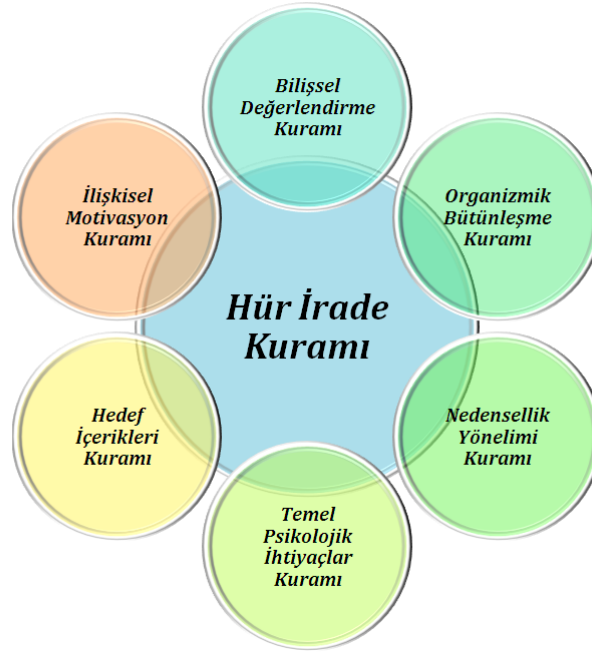 Bilişsel
Değerlendirme
Kuramı
Organizmik
Bütünleşme
Kuramı
Nedensellik
Yönelimi
Kuramı
Temel
Psikolojik
İhtiyaçlar
Kuramı
Hedef
İçerikleri
Kuramı
İlişkisel
Motivasyon
Kuramı
Hür İrade
Kuramı